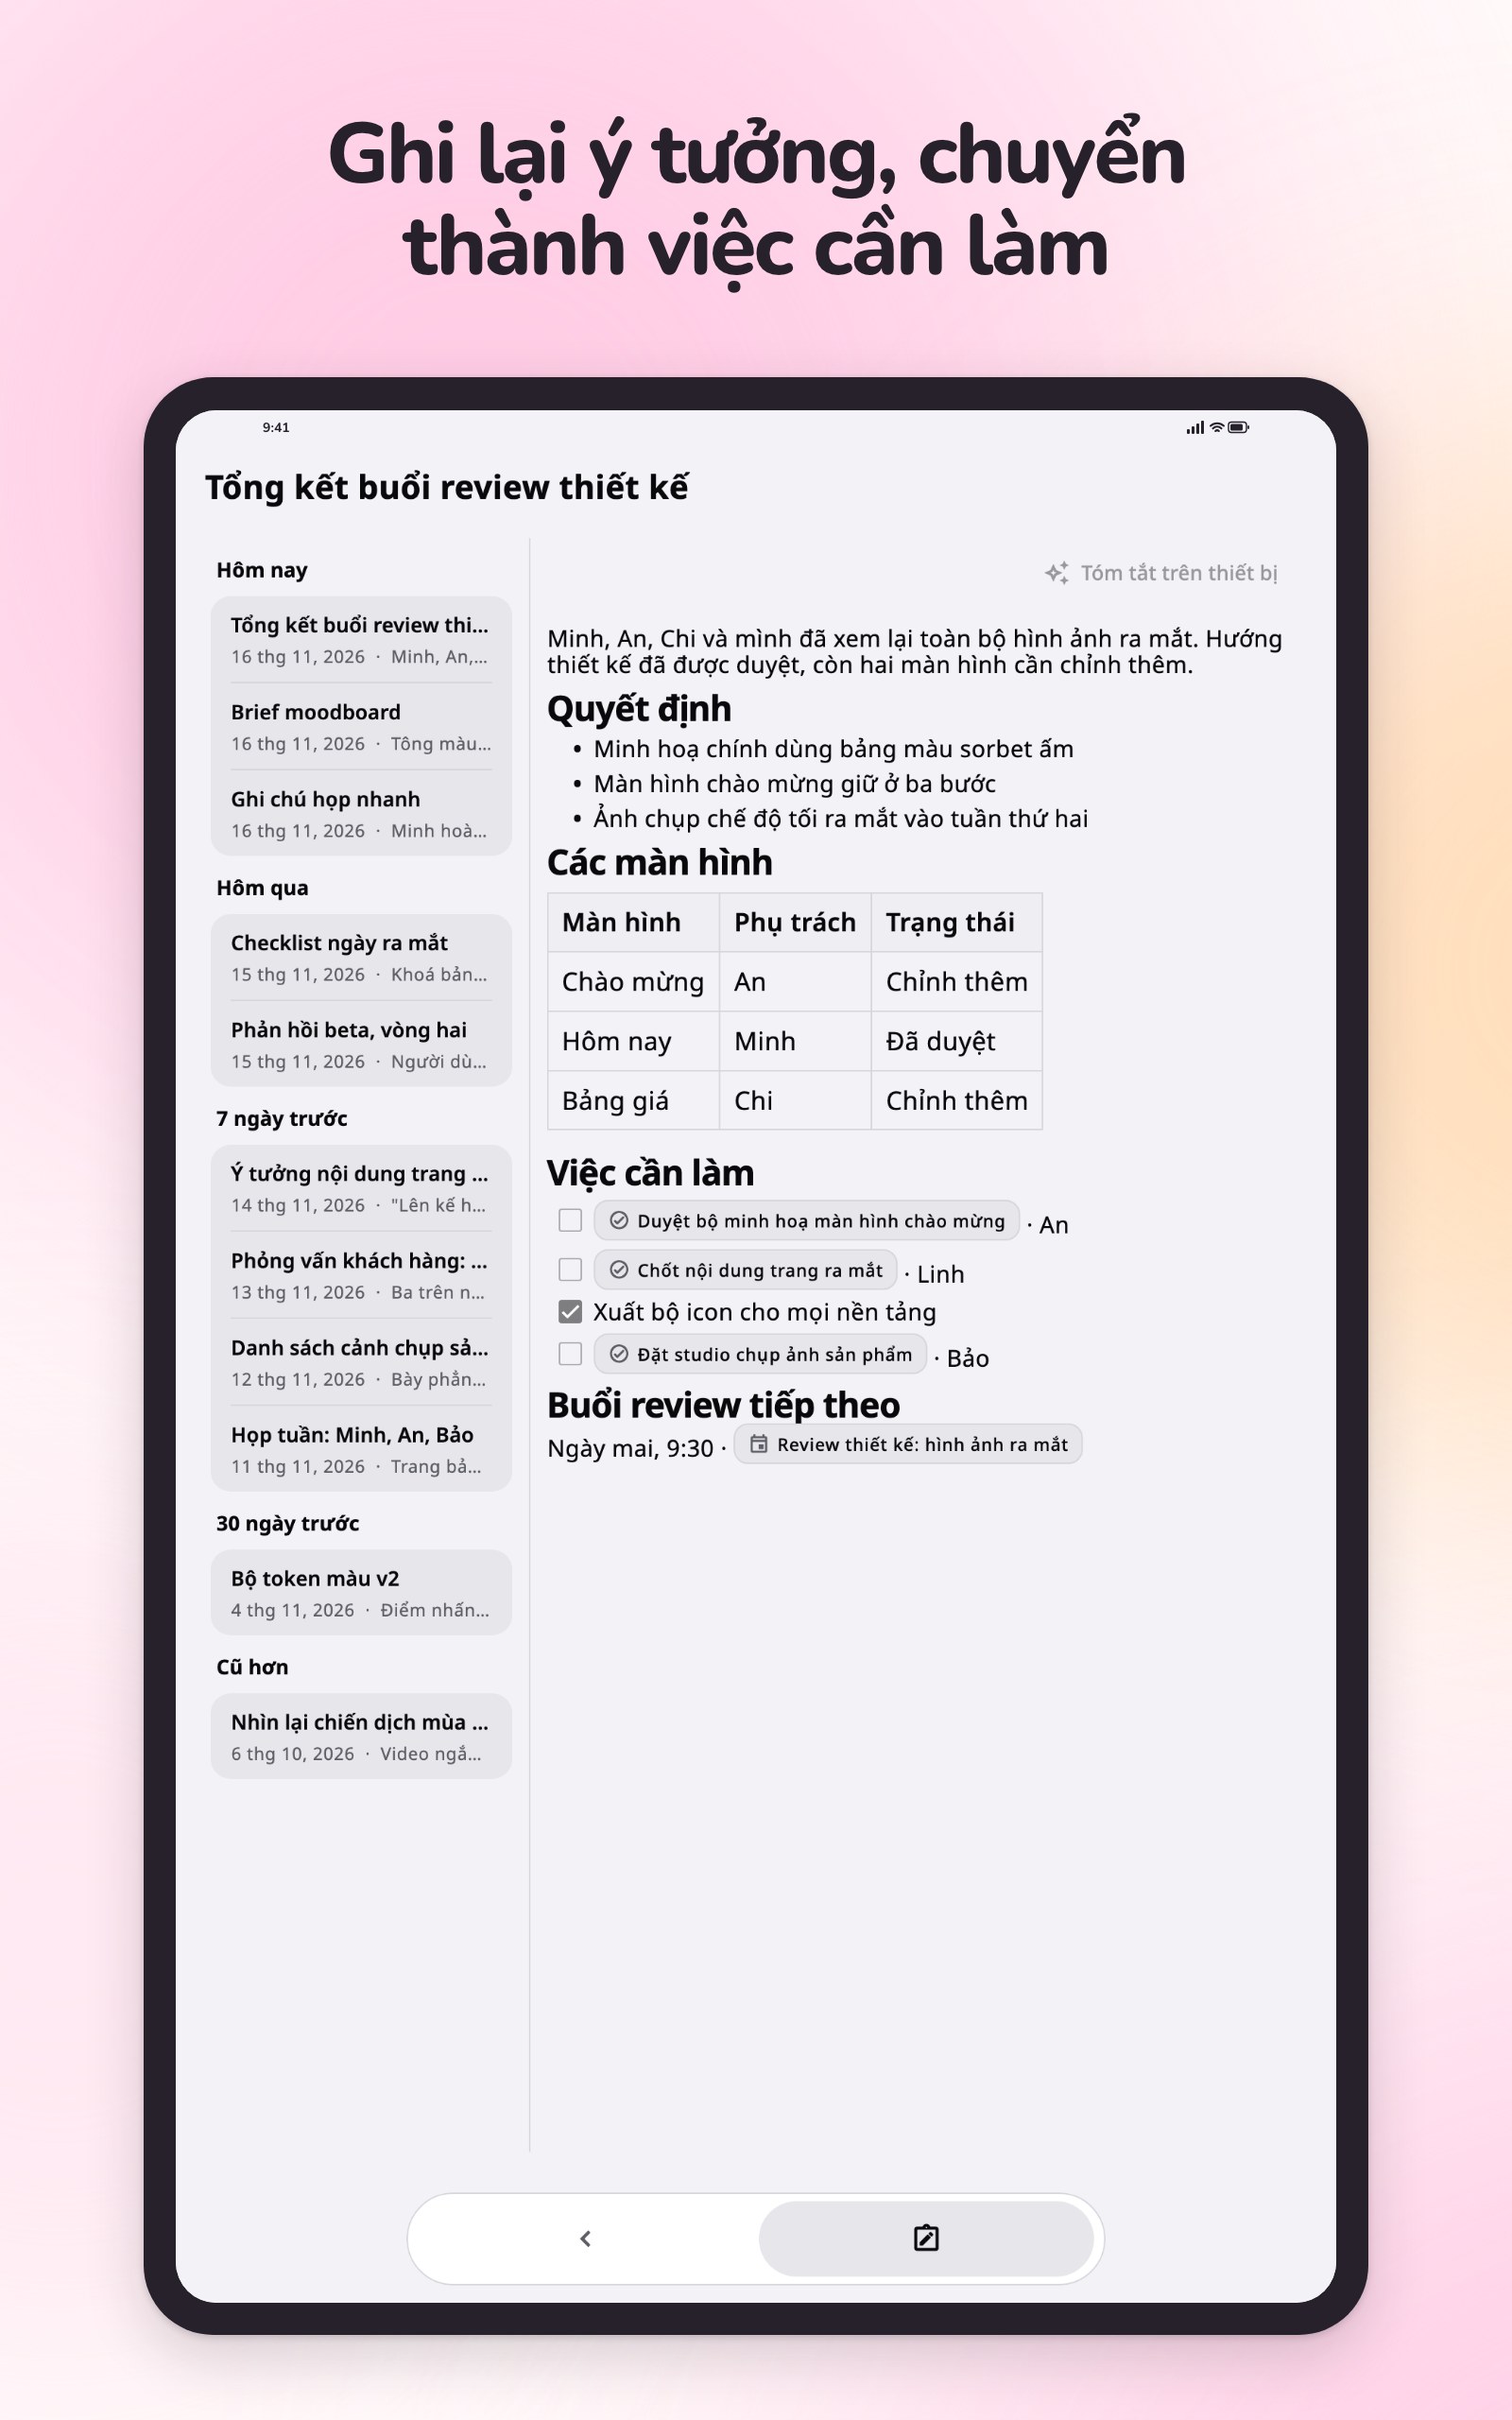 Ghi lại ý tưởng, chuyển
thành việc cần làm
9:41
Tổng kết buổi review thiết kế
Hôm nay
Tổng kết buổi review thi...
16 thg 11, 2026 · Minh, An,...
Brief moodboard
16 thg 11, 2026 · Tông màu...
Ghi chú họp nhanh
16 thg 11, 2026 · Minh hoà...
Hôm qua
Checklist ngày ra mắt
15 thg 11, 2026 · Khoá bản...
Phản hồi beta, vòng hai
15 thg 11, 2026 · Người dù...
7 ngày trước
Ý tưởng nội dung trang ...
14 thg 11, 2026 · "Lên kế h...
Phỏng vấn khách hàng: ...
13 thg 11, 2026 · Ba trên n...
Danh sách cảnh chụp sả...
12 thg 11, 2026 · Bày phẳn...
Họp tuần: Minh, An, Bảo
11 thg 11, 2026 · Trang bả...
30 ngày trước
Bộ token màu v2
4 thg 11, 2026 · Điểm nhấn...
Cũ hơn
Nhìn lại chiến dịch mùa ...
6 thg 10, 2026 · Video ngắ...
Tóm tắt trên thiết bị
Minh, An, Chi và mình đã xem lại toàn bộ hình ảnh ra mắt. Hướng
thiết kế đã được duyệt, còn hai màn hình cần chỉnh thêm.
Quyết định
• Minh hoạ chính dùng bảng màu sorbet ấm
• Màn hình chào mừng giữ ở ba bước
• Ảnh chụp chế độ tối ra mắt vào tuần thứ hai
Các màn hình
Màn hình Phụ trách Trạng thái
Chào mừng An Chỉnh thêm
Hôm nay Minh Đã duyệt
Bảng giá Chi Chỉnh thêm
Việc cần làm
Duyệt bộ minh hoạ màn hình chào mừng · An
Chốt nội dung trang ra mắt · Linh
Xuất bộ icon cho mọi nền tảng
Đặt studio chụp ảnh sản phẩm · Bảo
Buổi review tiếp theo
Ngày mai, 9:30 · Review thiết kế: hình ảnh ra mắt